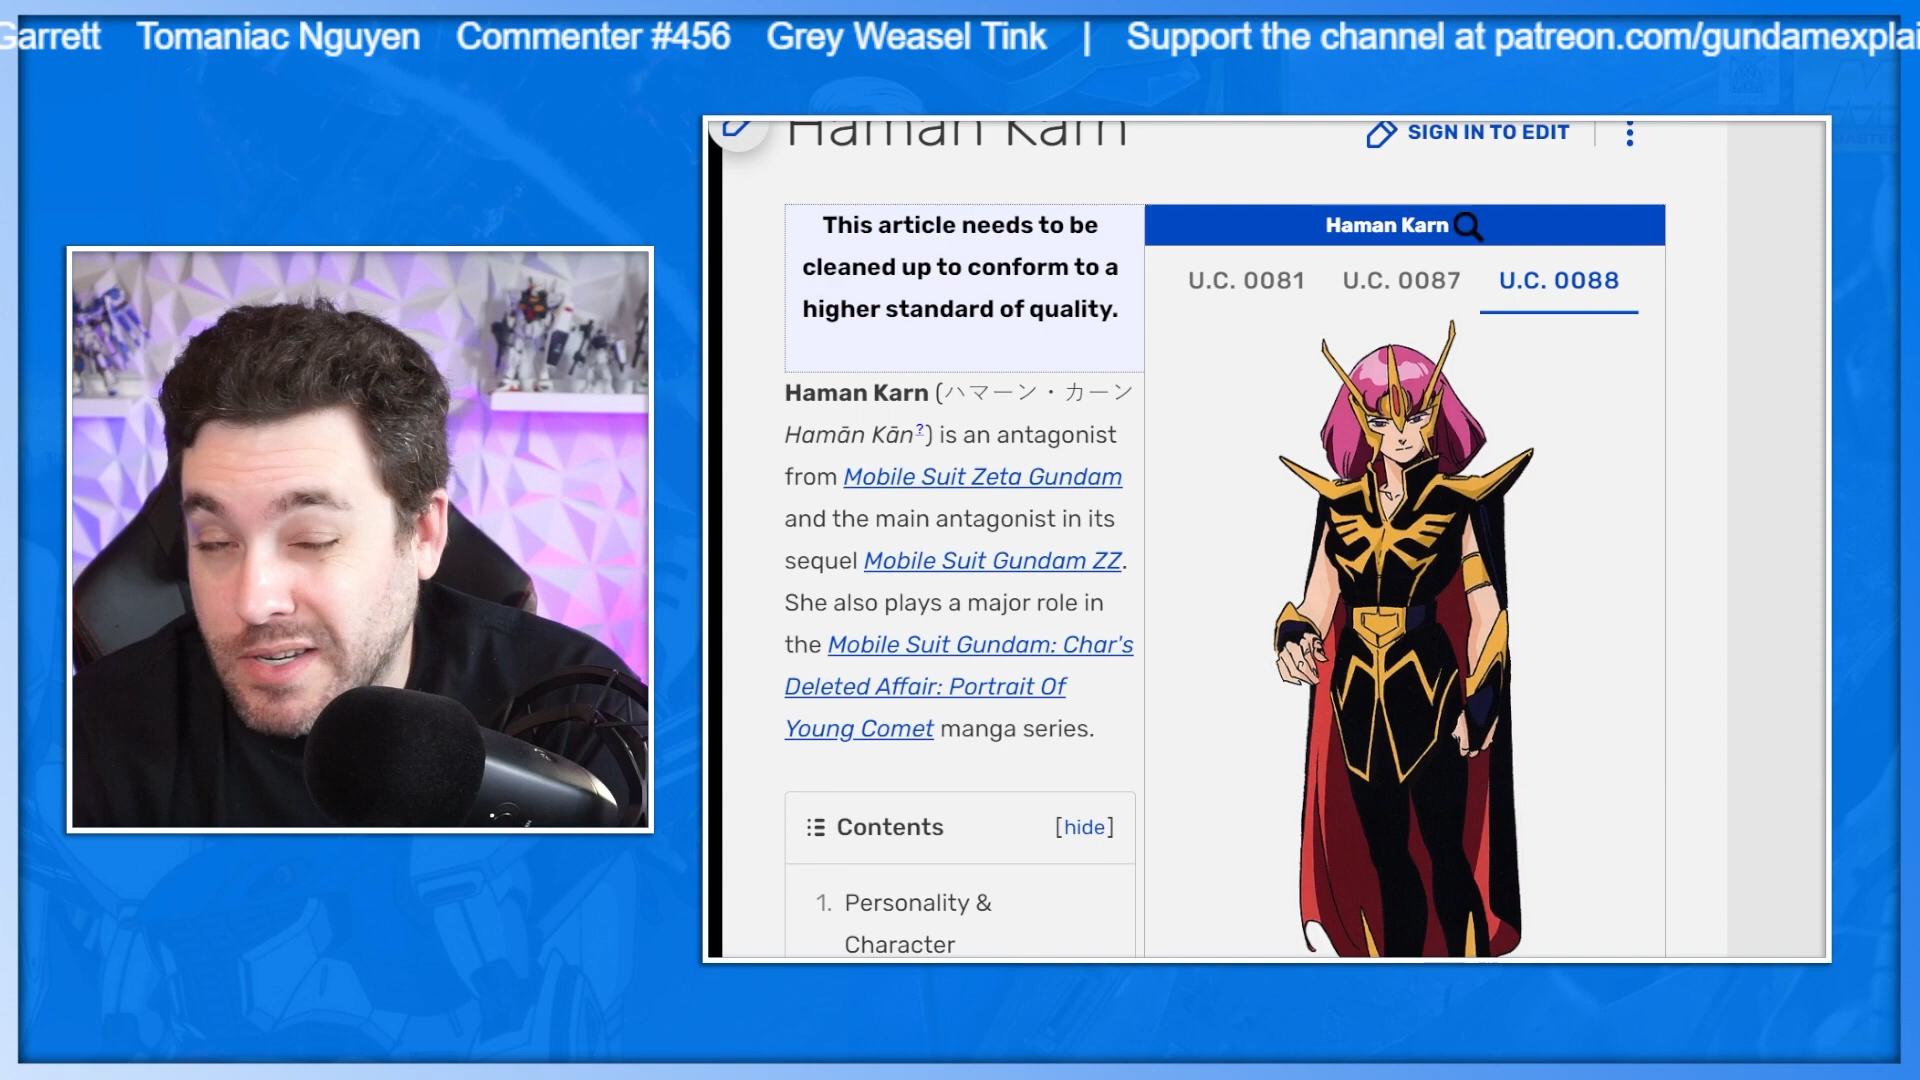 Garrett Tomaniac Nguyen Commenter #456 Grey Weasel Tink | Support the channel at patreon.com/gundamexplai
Haman Karn
SIGN IN TO EDIT
This article needs to be
cleaned up to conform to a
higher standard of quality.
Haman Karn (ハマーン・カーン
Hamān Kān?) is an antagonist
from Mobile Suit Zeta Gundam
and the main antagonist in its
sequel Mobile Suit Gundam ZZ.
She also plays a major role in
the Mobile Suit Gundam: Char's
Deleted Affair: Portrait Of
Young Comet manga series.
Contents [hide]
1. Personality &
Character
Haman Karn
U.C. 0081 U.C. 0087 U.C. 0088